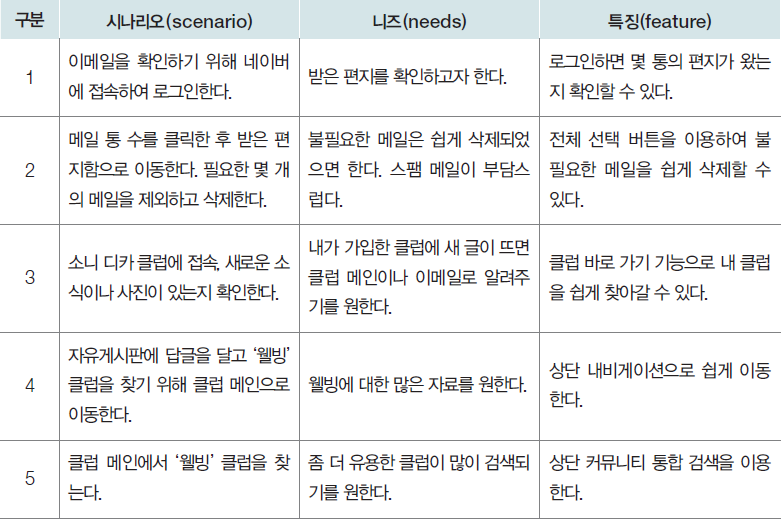 구분 시나리오(scenario) 니즈(needs) 특징(feature)
1
이메일을 확인하기 위해 네이버
에 접속하여 로그인한다.
받은 편지를 확인하고자 한다.
로그인하면 몇 통의 편지가 왔는
지 확인할 수 있다.
2
메일 통 수를 클릭한 후 받은 편
지함으로 이동한다. 필요한 몇 개
의 메일을 제외하고 삭제한다.
불필요한 메일은 쉽게 삭제되었
으면 한다. 스팸 메일이 부담스
럽다.
전체 선택 버튼을 이용하여 불
필요한 메일을 쉽게 삭제할 수
있다.
3
소니 디카 클럽에 접속, 새로운 소
식이나 사진이 있는지 확인한다.
내가 가입한 클럽에 새 글이 뜨면
클럽 메인이나 이메일로 알려주
기를 원한다.
클럽 바로 가기 기능으로 내 클럽
을 쉽게 찾아갈 수 있다.
4
자유게시판에 답글을 달고 ‘웰빙’
클럽을 찾기 위해 클럽 메인으로
이동한다.
웰빙에 대한 많은 자료를 원한다.
상단 내비게이션으로 쉽게 이동
한다.
5
클럽 메인에서 ‘웰빙’ 클럽을 찾
는다.
좀 더 유용한 클럽이 많이 검색되
기를 원한다.
상단 커뮤니티 통합 검색을 이용
한다.